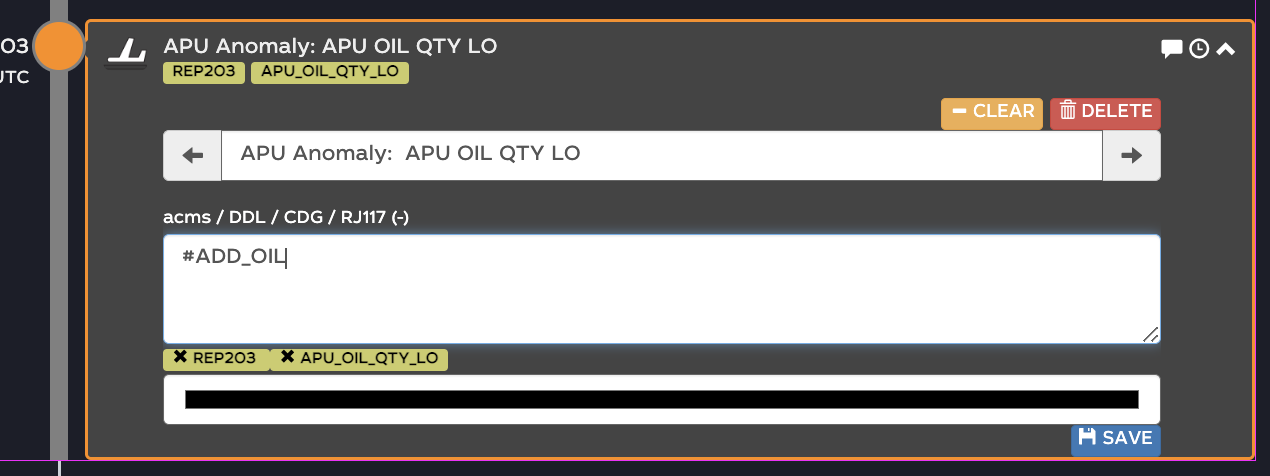 03
UTC
APU Anomaly: APU OIL QTY LO
REP203 APU_OIL_QTY_LO
CLEAR DELETE
APU Anomaly:  APU OIL QTY LO
acms / DDL / CDG / RJ117 (-)
#ADD_OIL
REP203 APU_OIL_QTY_LO
SAVE